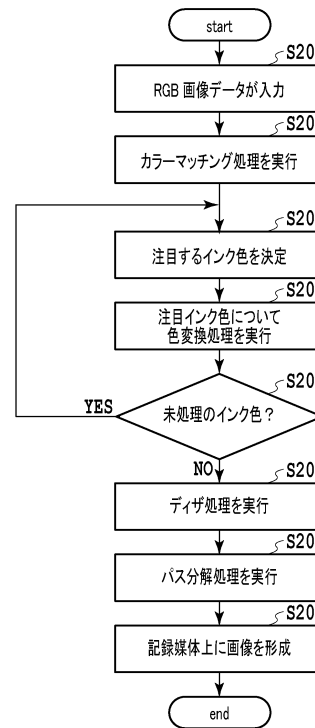 start
S20
RGB 画像データが入力
S20
カラーマッチング処理を実行
S20
注目するインク色を決定
S20
注目インク色について
色変換処理を実行
S20
未処理のインク色？
YES
NO
S20
ディザ処理を実行
S20
パス分解処理を実行
S20
記録媒体上に画像を形成
end